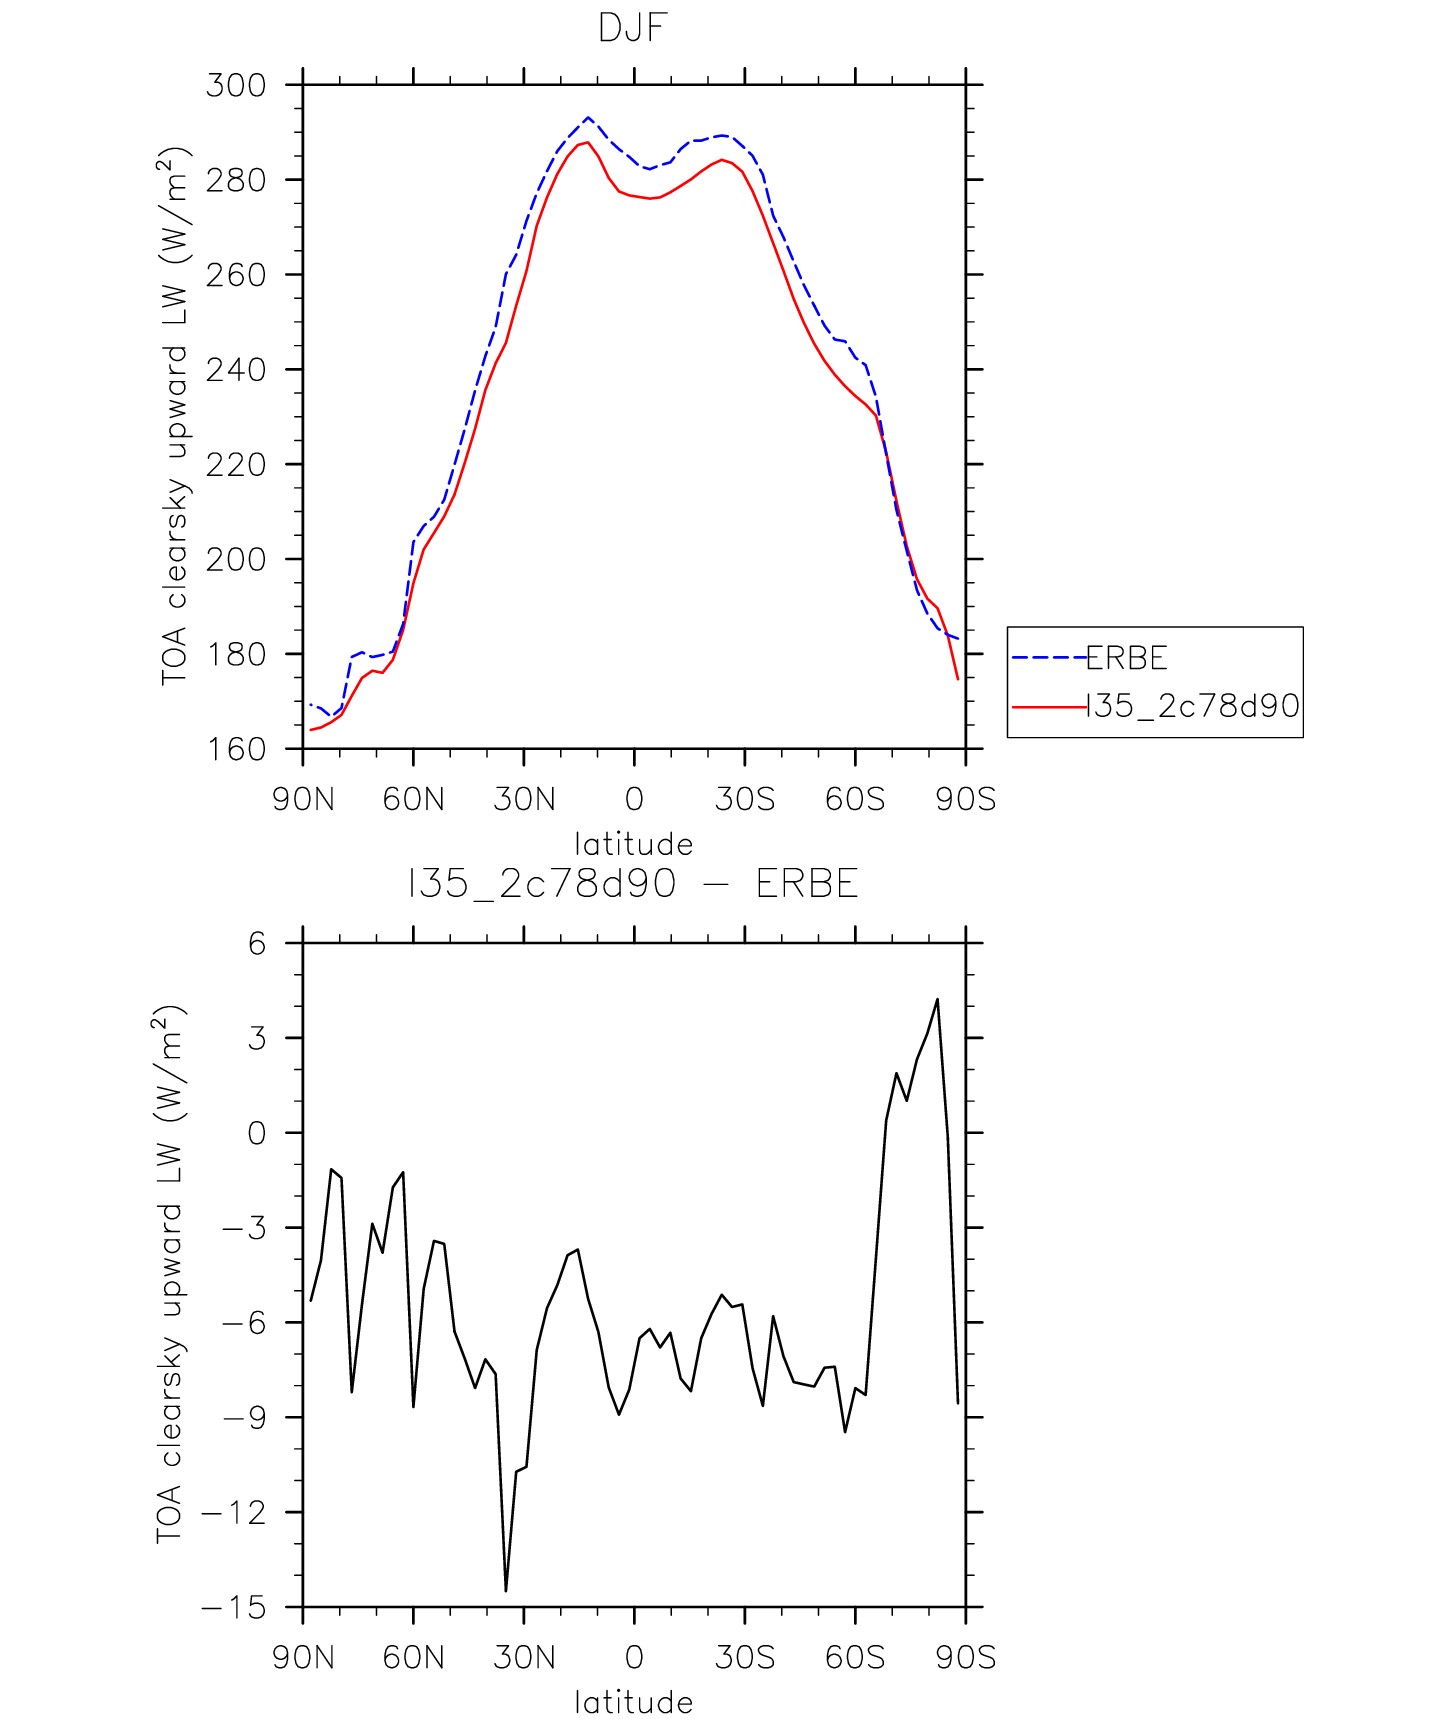 DJF
300
280
260
240
220
200
180
160
TOA clearsky upward LW (W/m²)
90N 60N 30N 0 30S 60S 90S
latitude
ERBE
I35_2c78d90
I35_2c78d90 − ERBE
6
3
0
−3
−6
−9
−12
−15
TOA clearsky upward LW (W/m²)
90N 60N 30N 0 30S 60S 90S
latitude